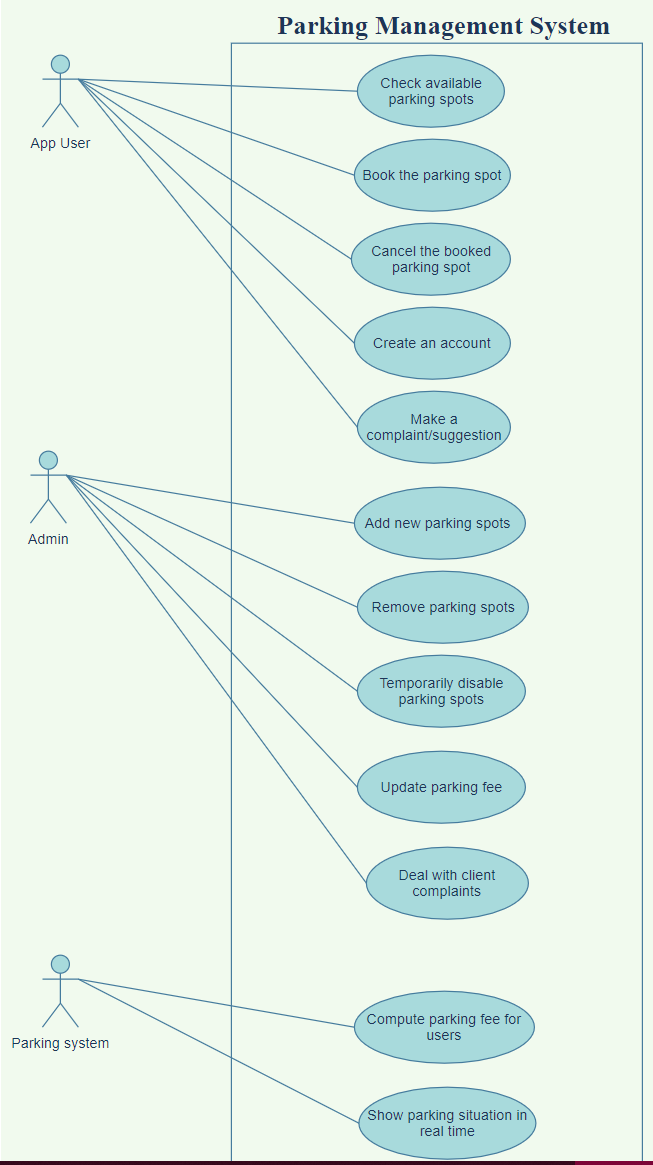 Parking Management System
Check available
parking spots
App User
Book the parking spot
Cancel the booked
parking spot
Create an account
Make a
complaint/suggestion
Admin
Add new parking spots
Remove parking spots
Temporarily disable
parking spots
Update parking fee
Deal with client
complaints
Parking system
Compute parking fee for
users
Show parking situation in
real time